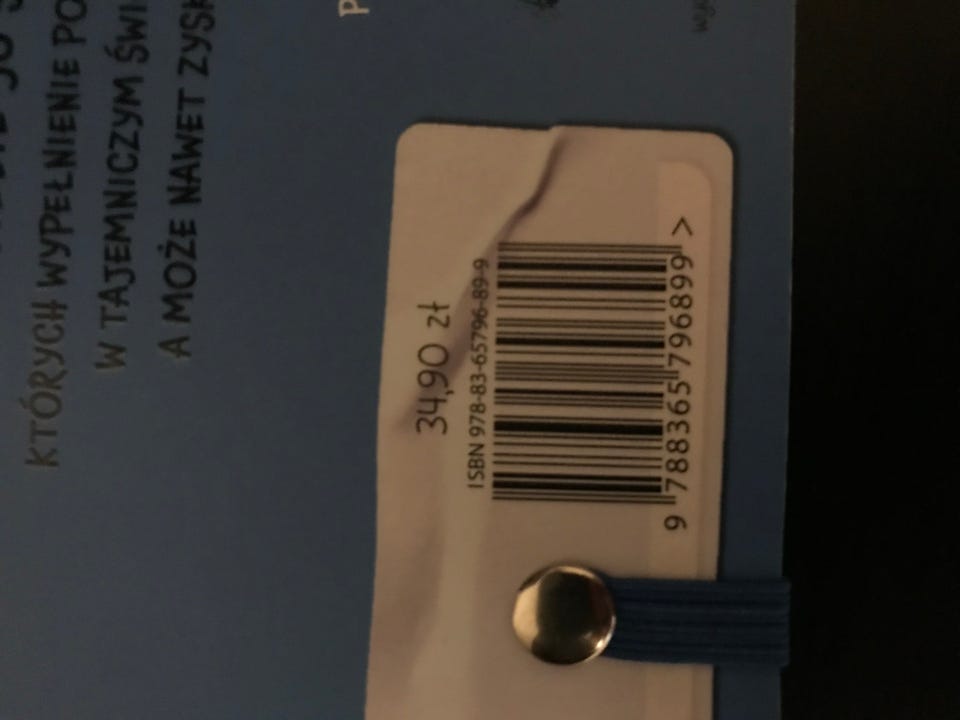 KTÓRYCH WYPEŁNIENIE PO
W TAJEMNICZYM ŚWI
A MOŻE NAWET ZYSK
34,90 zł
ISBN 978-83-65796-89-9
9 788365 796899 >